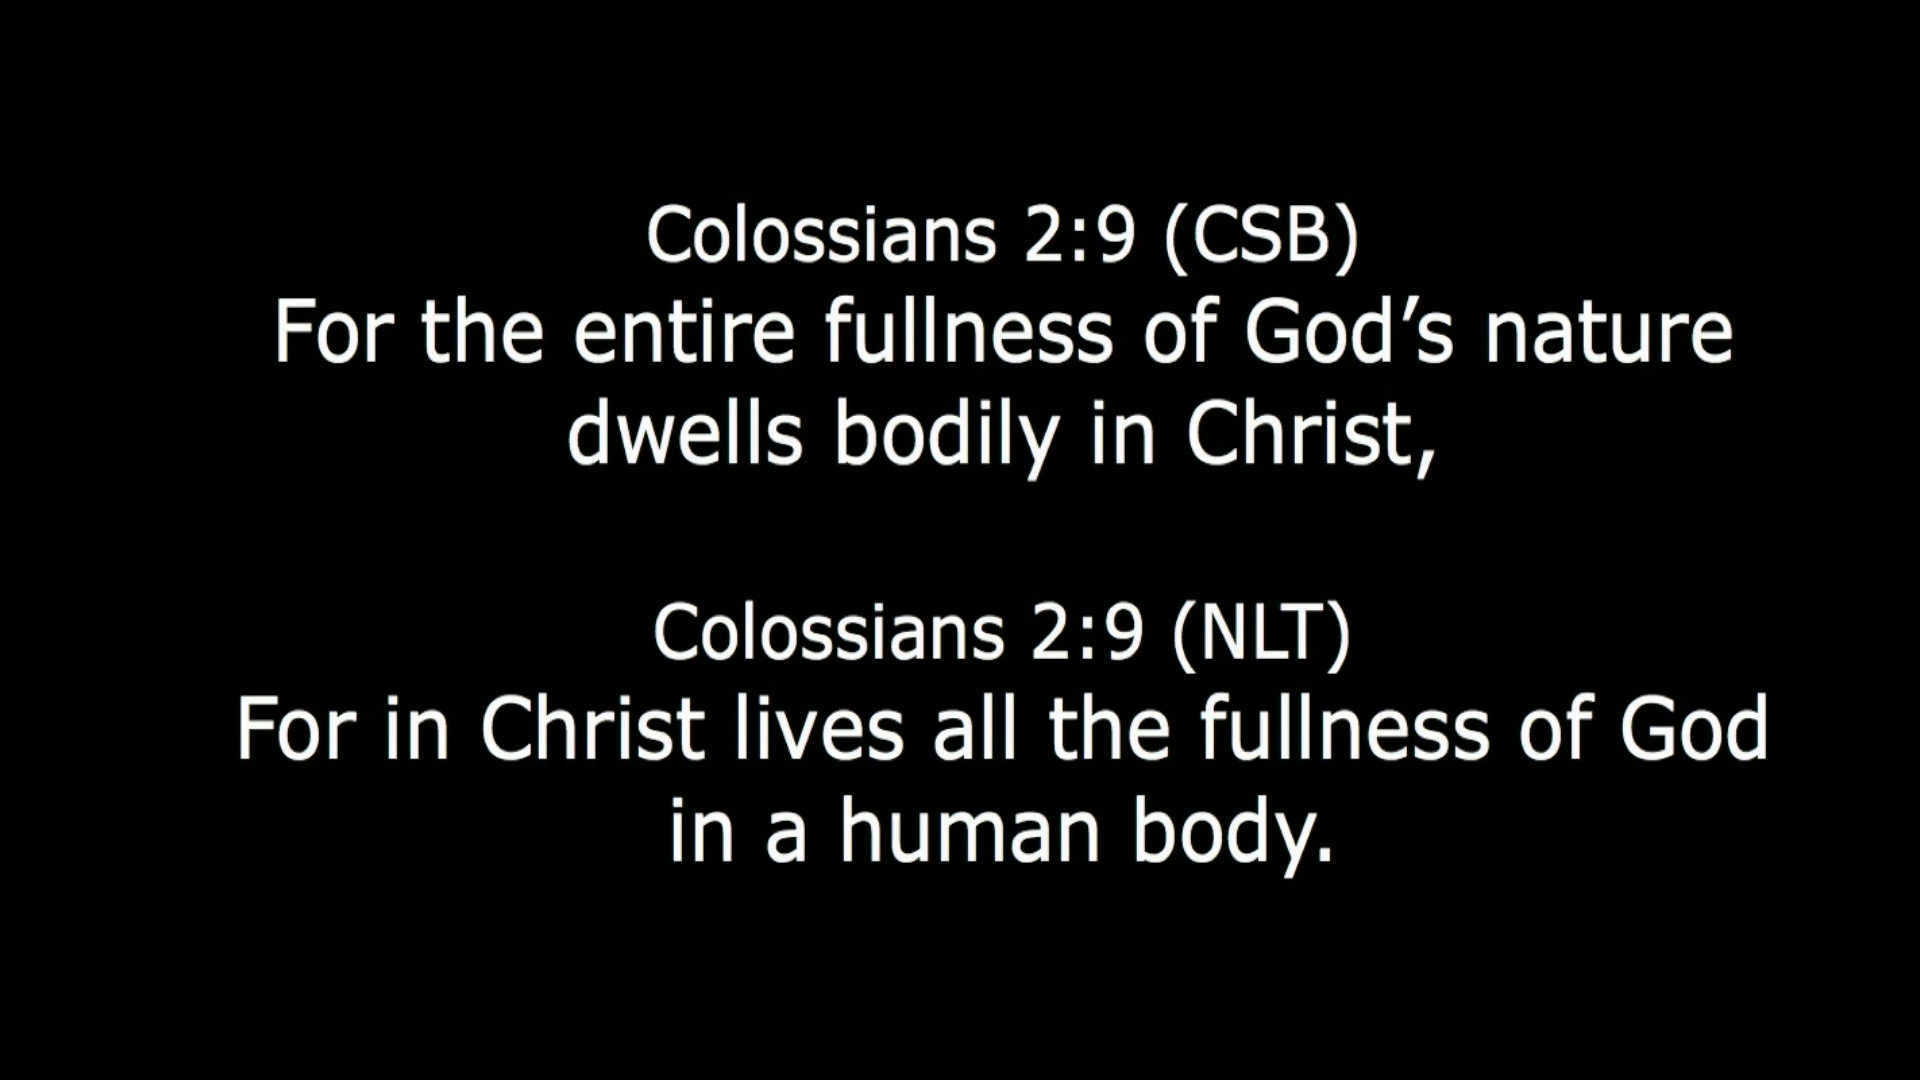 Colossians 2:9 (CSB)
For the entire fullness of God’s nature
dwells bodily in Christ,
Colossians 2:9 (NLT)
For in Christ lives all the fullness of God
in a human body.